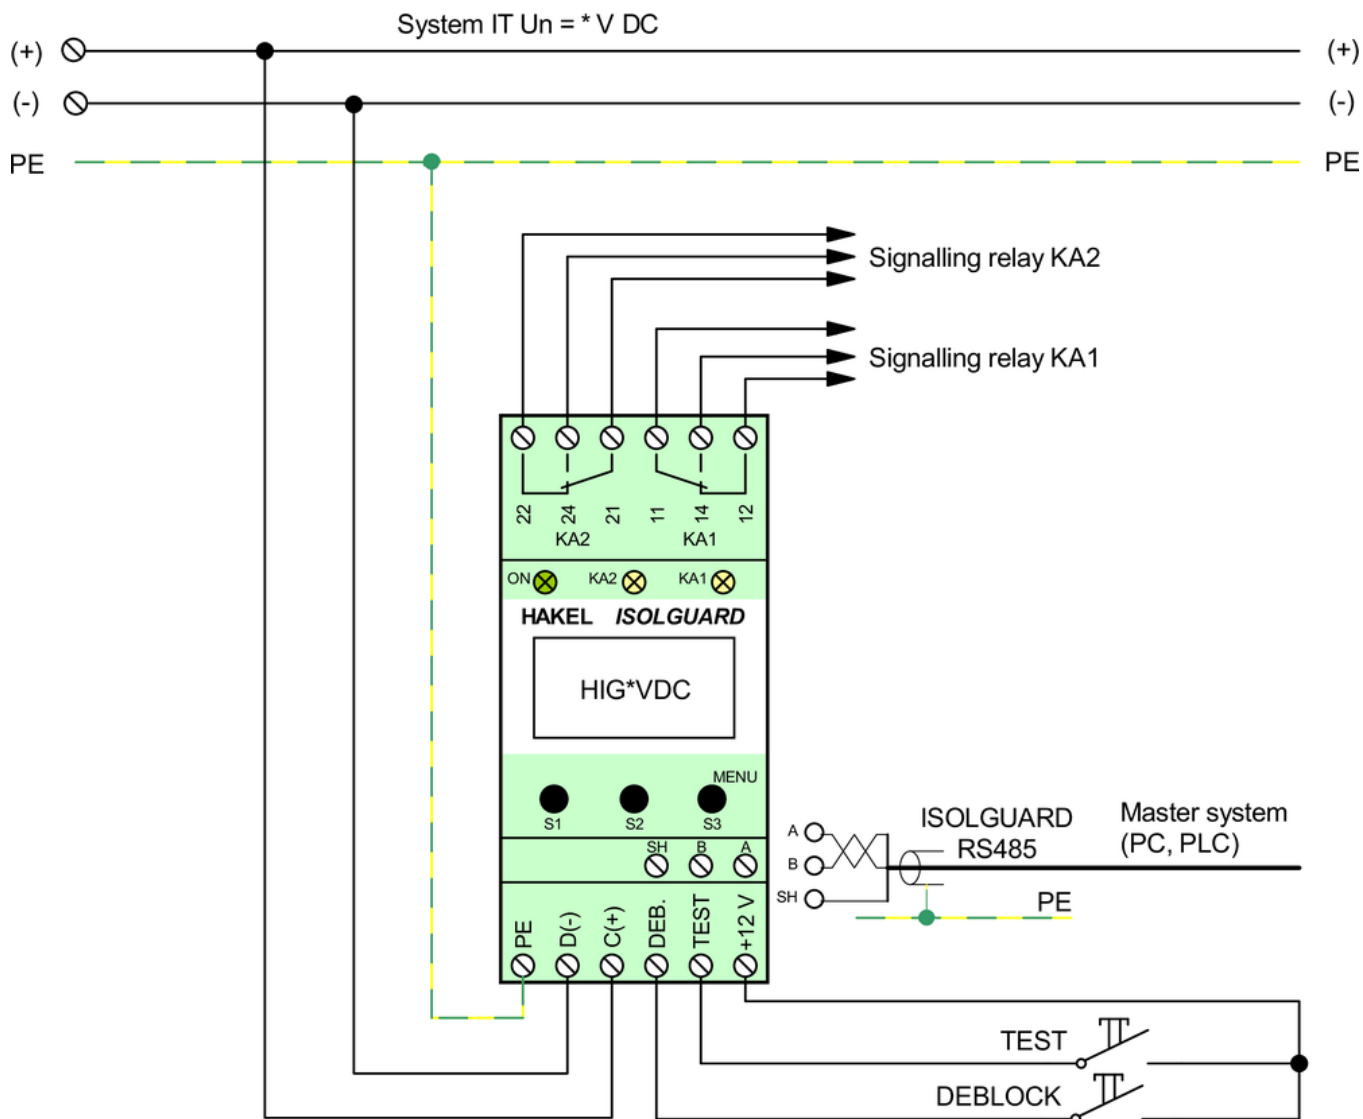 System IT Un = * V DC
(+) (+)
(-) (-)
PE PE
Signalling relay KA2
Signalling relay KA1
22 24 21 11 14 12
KA2 KA1
ON KA2 KA1
HAKEL ISOLGUARD
HIG*VDC
MENU
S1 S2 S3
SH B A
A
B
SH
ISOLGUARD
RS485
Master system
(PC, PLC)
PE
PE D(-) C(+) DEB. TEST +12 V
TEST
DEBLOCK